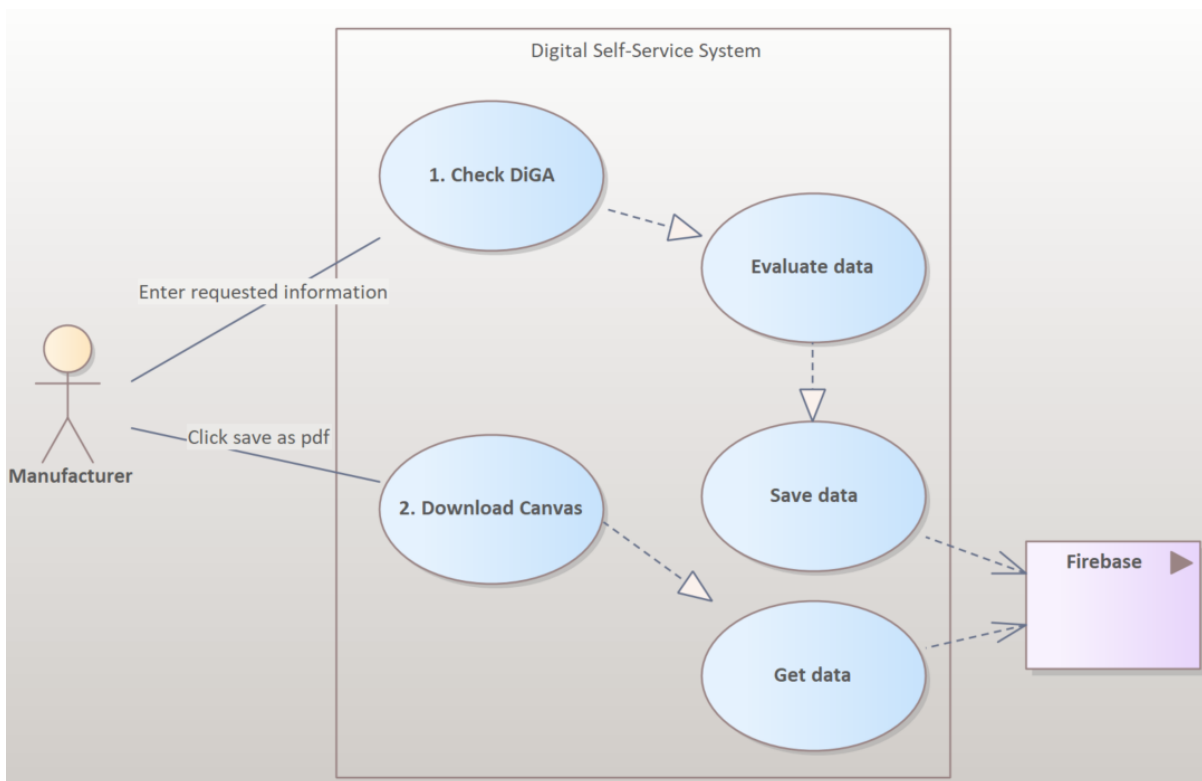 Digital Self-Service System
1. Check DiGA
Evaluate data
Enter requested information
Click save as pdf
Manufacturer
2. Download Canvas
Save data
Firebase
Get data